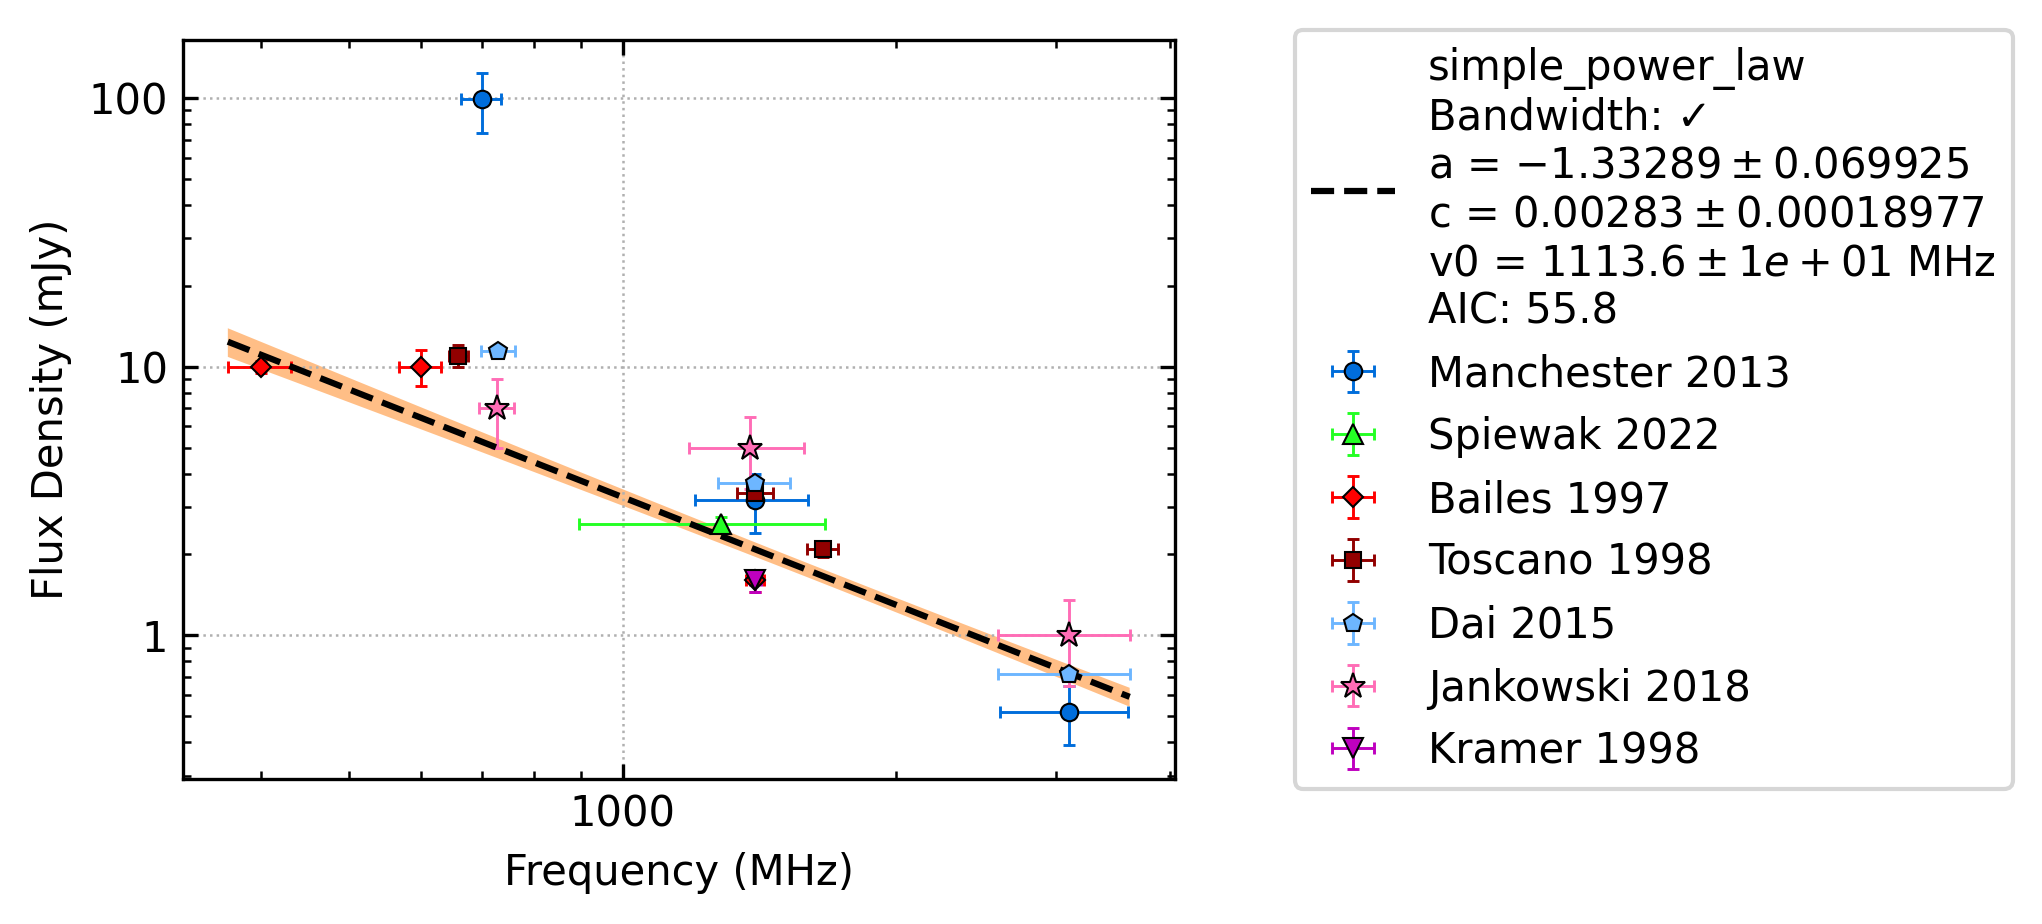 100
10
1
Flux Density (mJy)
1000
Frequency (MHz)
simple_power_law
Bandwidth: ✓
a = −1.33289 ± 0.069925
c = 0.00283 ± 0.00018977
v0 = 1113.6 ± 1e + 01 MHz
AIC: 55.8
Manchester 2013
Spiewak 2022
Bailes 1997
Toscano 1998
Dai 2015
Jankowski 2018
Kramer 1998